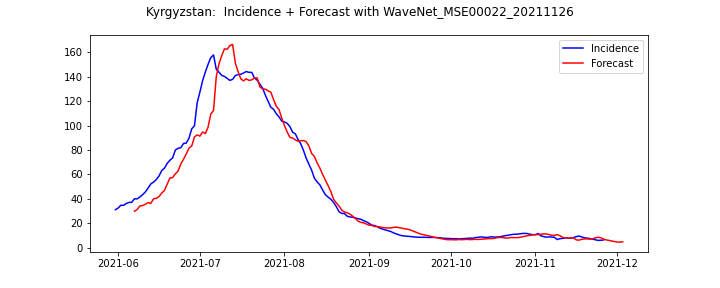 Kyrgyzstan:  Incidence + Forecast with WaveNet_MSE00022_20211126
Incidence
Forecast
160
140
120
100
80
60
40
20
0
2021-06 2021-07 2021-08 2021-09 2021-10 2021-11 2021-12